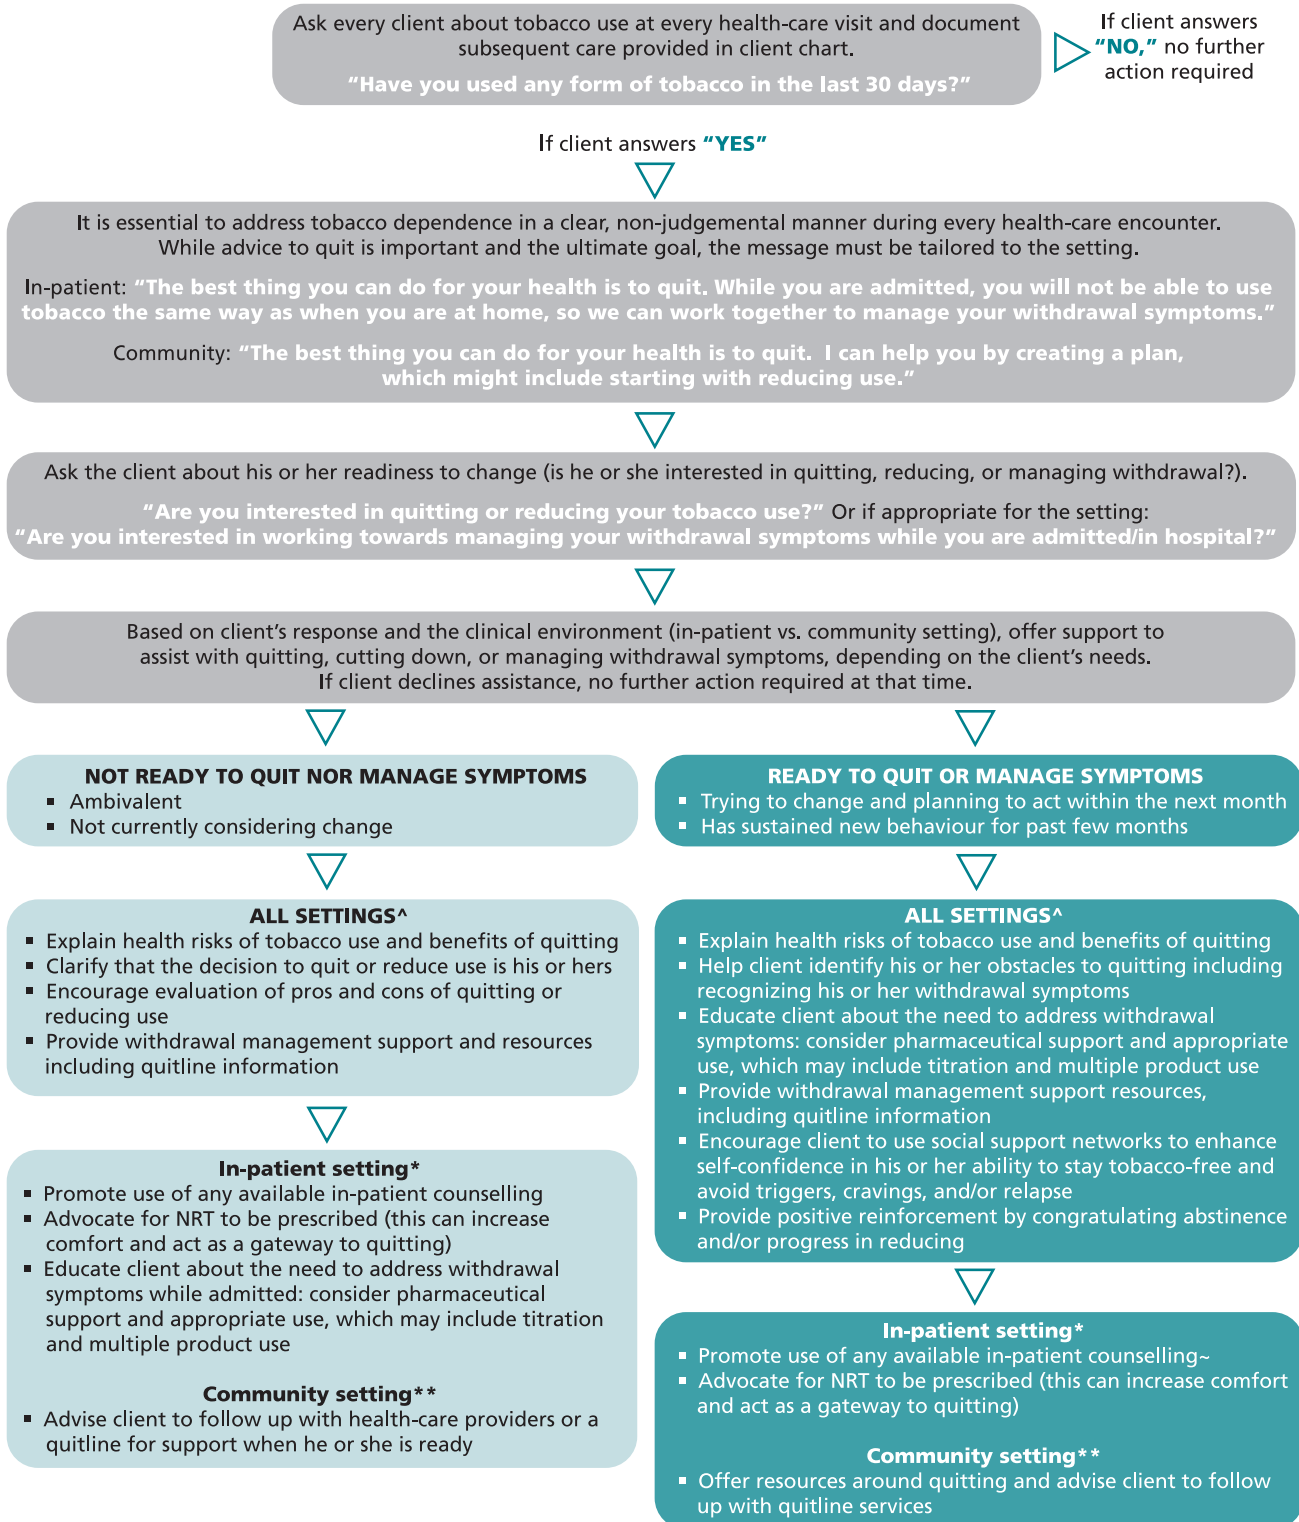 Ask every client about tobacco use at every health-care visit and document
subsequent care provided in client chart.
“Have you used any form of tobacco in the last 30 days?”
If client answers
“NO,” no further
action required
If client answers “YES”
It is essential to address tobacco dependence in a clear, non-judgemental manner during every health-care encounter.
While advice to quit is important and the ultimate goal, the message must be tailored to the setting.
In-patient: “The best thing you can do for your health is to quit. While you are admitted, you will not be able to use
tobacco the same way as when you are at home, so we can work together to manage your withdrawal symptoms.”
Community: “The best thing you can do for your health is to quit. I can help you by creating a plan,
which might include starting with reducing use.”
Ask the client about his or her readiness to change (is he or she interested in quitting, reducing, or managing withdrawal?).
“Are you interested in quitting or reducing your tobacco use?” Or if appropriate for the setting:
“Are you interested in working towards managing your withdrawal symptoms while you are admitted/in hospital?”
Based on client’s response and the clinical environment (in-patient vs. community setting), offer support to
assist with quitting, cutting down, or managing withdrawal symptoms, depending on the client’s needs.
If client declines assistance, no further action required at that time.
NOT READY TO QUIT NOR MANAGE SYMPTOMS
▪ Ambivalent
▪ Not currently considering change
ALL SETTINGS^
▪ Explain health risks of tobacco use and benefits of quitting
▪ Clarify that the decision to quit or reduce use is his or hers
▪ Encourage evaluation of pros and cons of quitting or
reducing use
▪ Provide withdrawal management support and resources
including quitline information
In-patient setting*
▪ Promote use of any available in-patient counselling
▪ Advocate for NRT to be prescribed (this can increase
comfort and act as a gateway to quitting)
▪ Educate client about the need to address withdrawal
symptoms while admitted: consider pharmaceutical
support and appropriate use, which may include titration
and multiple product use
Community setting**
▪ Advise client to follow up with health-care providers or a
quitline for support when he or she is ready
READY TO QUIT OR MANAGE SYMPTOMS
▪ Trying to change and planning to act within the next month
▪ Has sustained new behaviour for past few months
ALL SETTINGS^
▪ Explain health risks of tobacco use and benefits of quitting
▪ Help client identify his or her obstacles to quitting including
recognizing his or her withdrawal symptoms
▪ Educate client about the need to address withdrawal
symptoms: consider pharmaceutical support and appropriate
use, which may include titration and multiple product use
▪ Provide withdrawal management support resources,
including quitline information
▪ Encourage client to use social support networks to enhance
self-confidence in his or her ability to stay tobacco-free and
avoid triggers, cravings, and/or relapse
▪ Provide positive reinforcement by congratulating abstinence
and/or progress in reducing
In-patient setting*
▪ Promote use of any available in-patient counselling~
▪ Advocate for NRT to be prescribed (this can increase comfort
and act as a gateway to quitting)
Community setting**
▪ Offer resources around quitting and advise client to follow
up with quitline services